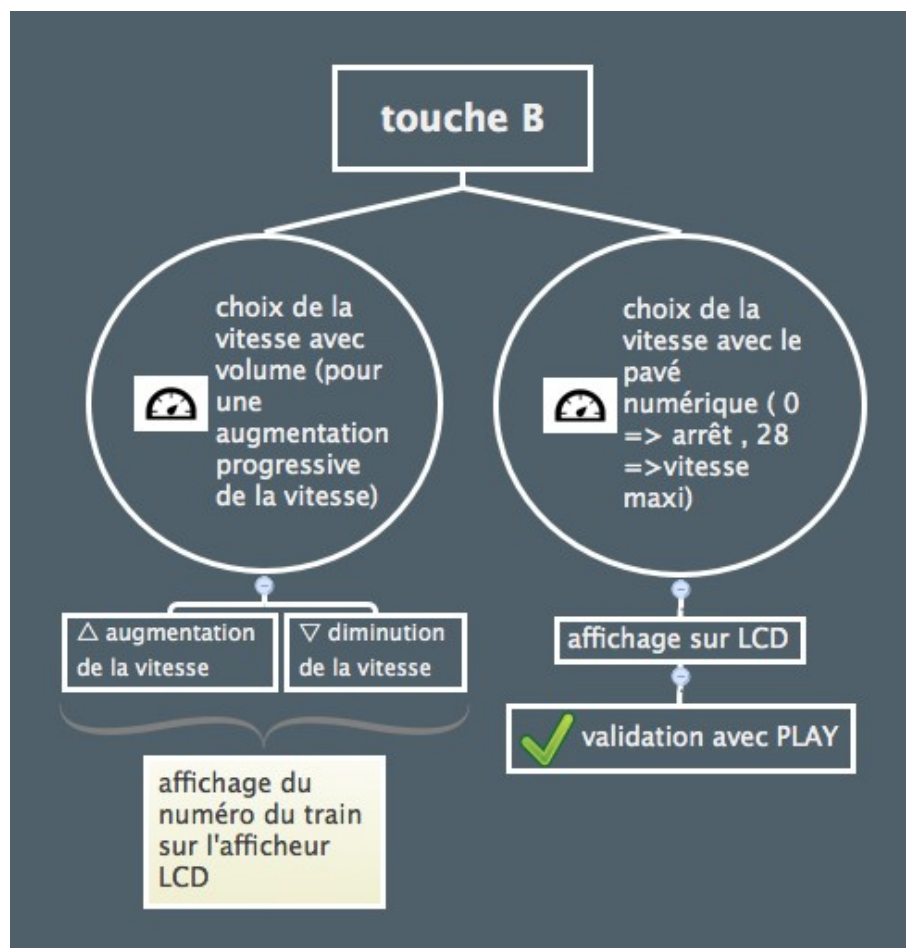 touche B
choix de la
vitesse avec
volume (pour
une
augmentation
progressive
de la vitesse)
choix de la
vitesse avec le
pavé
numérique ( 0
=> arrêt , 28
=>vitesse
maxi)
△ augmentation
de la vitesse
▽ diminution
de la vitesse
affichage du
numéro du train
sur l'afficheur
LCD
affichage sur LCD
validation avec PLAY